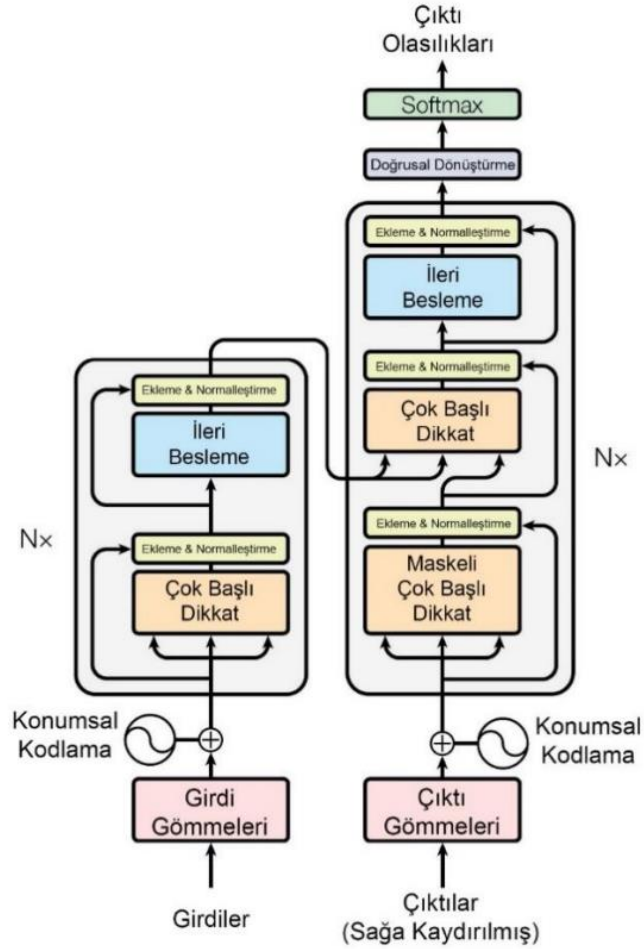 Çıktı
Olasılıkları
Softmax
Doğrusal Dönüştürme
Ekleme & Normalleştirme
İleri
Besleme
Ekleme & Normalleştirme
Çok Başlı
Dikkat
Nx
Ekleme & Normalleştirme
Maskeli
Çok Başlı
Dikkat
Konumsal
Kodlama
Çıktı
Gömmeleri
Çıktılar
(Sağa Kaydırılmış)
Ekleme & Normalleştirme
İleri
Besleme
Nx
Ekleme & Normalleştirme
Çok Başlı
Dikkat
Konumsal
Kodlama
Girdi
Gömmeleri
Girdiler